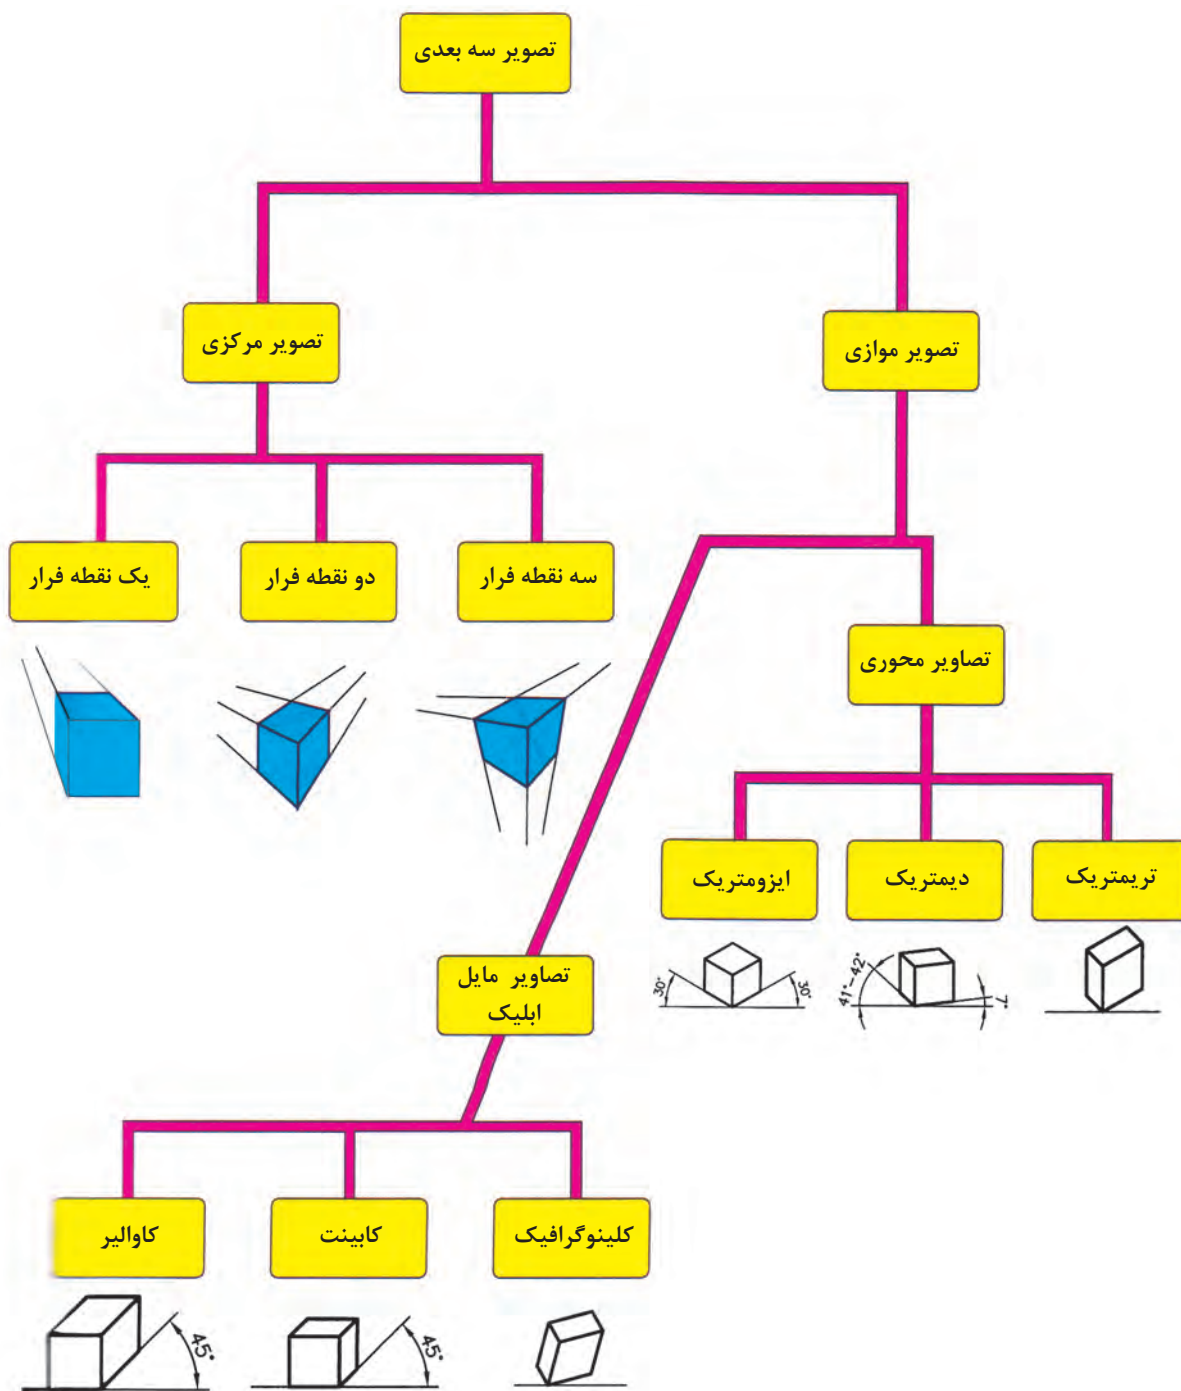 تصویر سه بعدی
تصویر مرکزی
تصویر موازی
یک نقطه فرار
دو نقطه فرار
سه نقطه فرار
تصاویر محوری
ایزومتریک
دیمتریک
تریمتریک
30°
30°
41°-42°
7°
تصاویر مایل
ابلیک
کاوالیر
کابینت
کلینوگرافیک
45°
45°